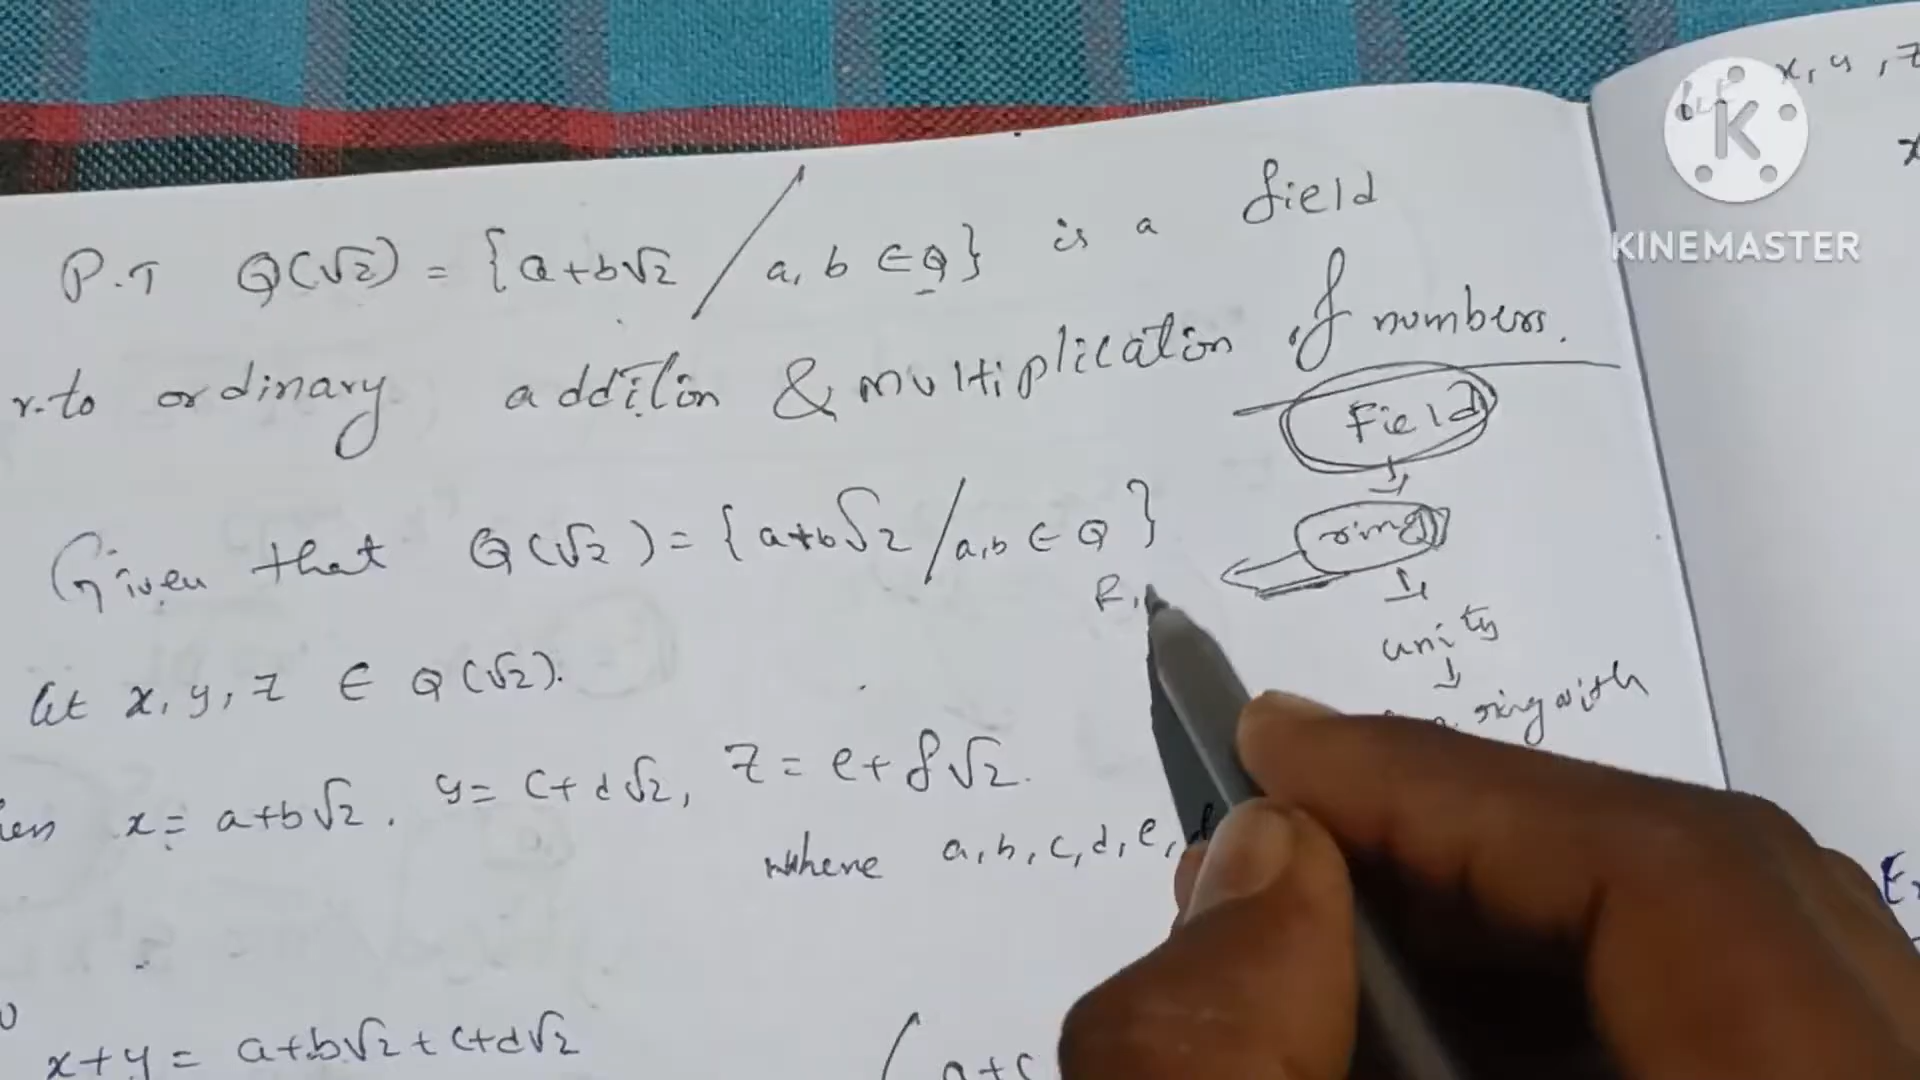 P.T Q(√2) = {a+b√2 / a, b ∈ Q} is a field
r.to ordinary addition & multiplication of numbers.
Field
ring
unity
ring with
Given that Q(√2) = {a+b√2 / a,b ∈ Q}
R,
let x, y, z ∈ Q(√2).
x = a+b√2. y = c+d√2, z = e+f√2.
where a, b, c, d, e,
x+y = a+b√2 + c+d√2
a+c
x, y, z
x
KINEMASTER